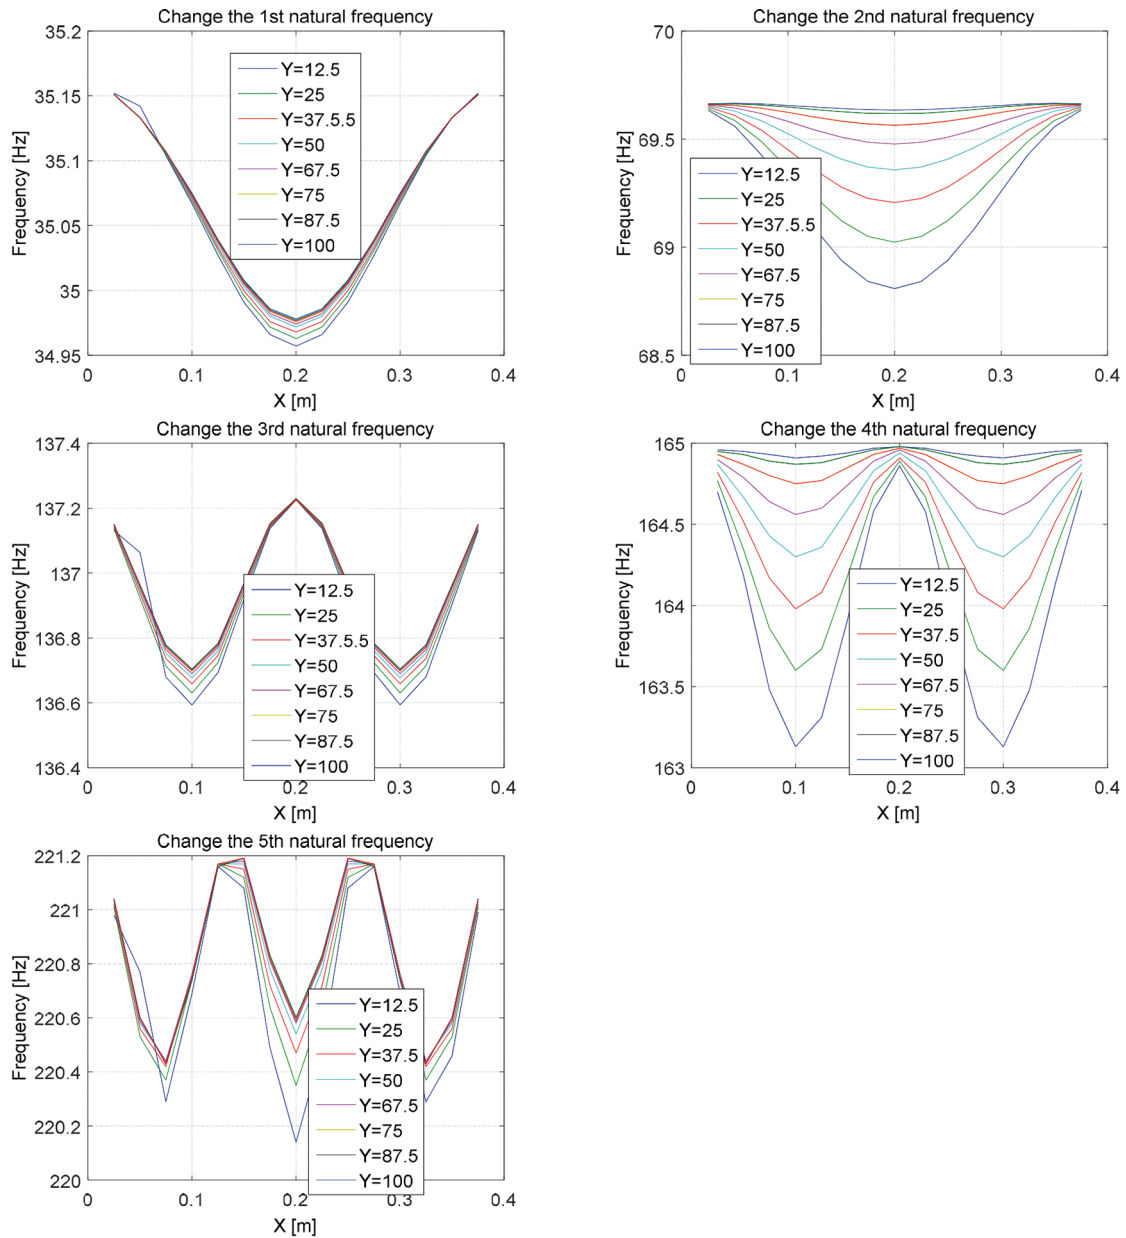 Change the 1st natural frequency
35.2
35.15
35.1
35.05
35
34.95
Frequency [Hz]
Y=12.5
Y=25
Y=37.5.5
Y=50
Y=67.5
Y=75
Y=87.5
Y=100
0 0.1 0.2 0.3 0.4
X [m]
Change the 2nd natural frequency
70
69.5
69
68.5
Frequency [Hz]
Y=12.5
Y=25
Y=37.5.5
Y=50
Y=67.5
Y=75
Y=87.5
Y=100
0 0.1 0.2 0.3 0.4
X [m]
Change the 3rd natural frequency
137.4
137.2
137
136.8
136.6
136.4
Frequency [Hz]
Y=12.5
Y=25
Y=37.5.5
Y=50
Y=67.5
Y=75
Y=87.5
Y=100
0 0.1 0.2 0.3 0.4
X [m]
Change the 4th natural frequency
165
164.5
164
163.5
163
Frequency [Hz]
Y=12.5
Y=25
Y=37.5
Y=50
Y=67.5
Y=75
Y=87.5
Y=100
0 0.1 0.2 0.3 0.4
X [m]
Change the 5th natural frequency
221.2
221
220.8
220.6
220.4
220.2
220
Frequency [Hz]
Y=12.5
Y=25
Y=37.5
Y=50
Y=67.5
Y=75
Y=87.5
Y=100
0 0.1 0.2 0.3 0.4
X [m]